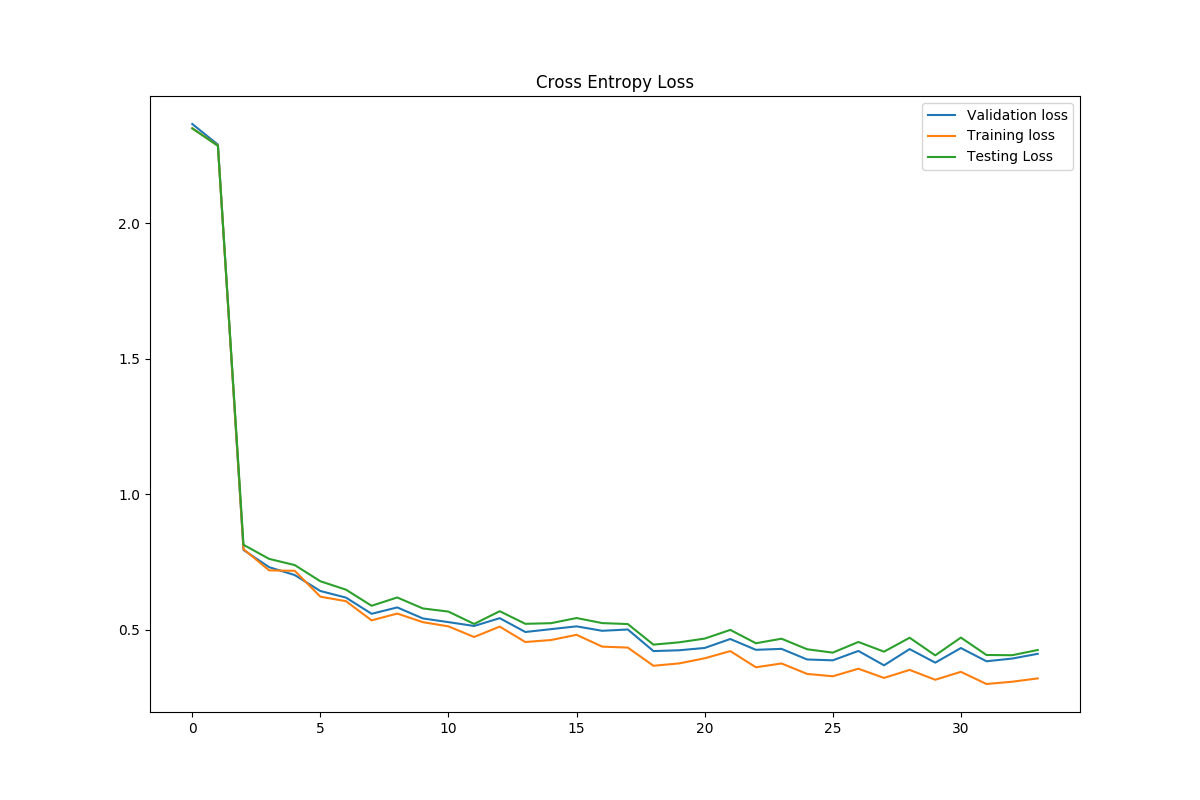 Cross Entropy Loss
Validation loss
Training loss
Testing Loss
2.0
1.5
1.0
0.5
0 5 10 15 20 25 30